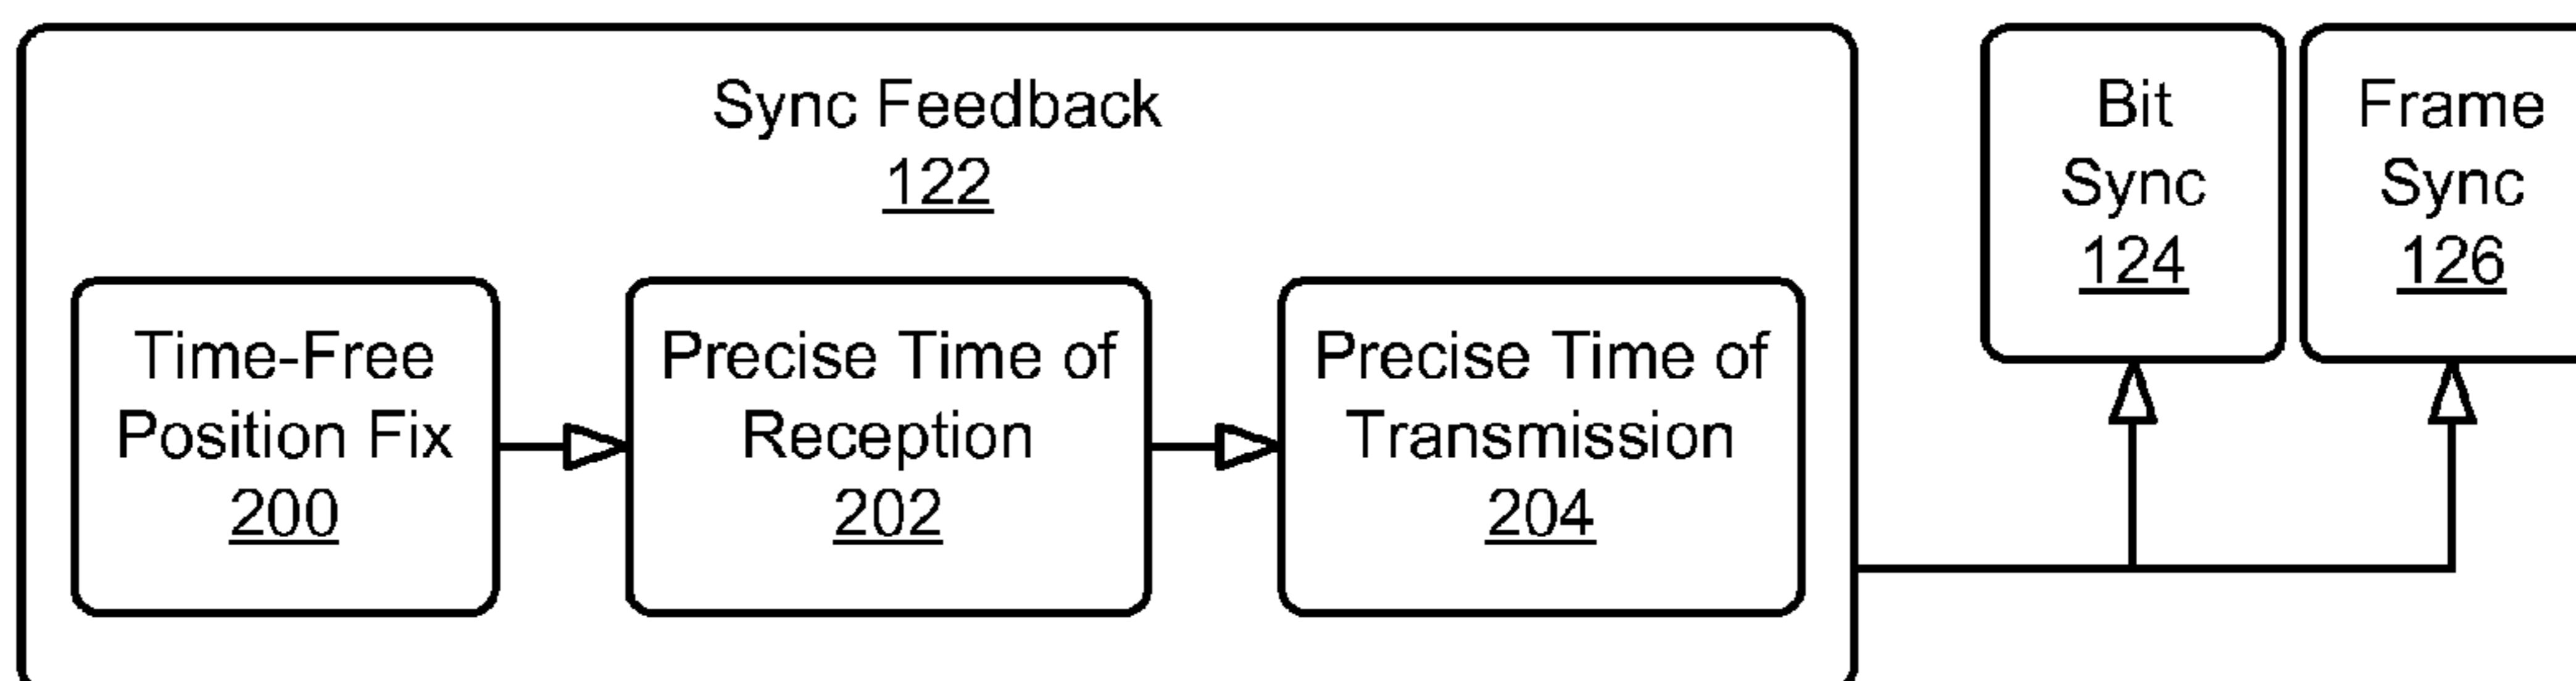 Sync Feedback
122
Time-Free
Position Fix
200
Precise Time of
Reception
202
Precise Time of
Transmission
204
Bit
Sync
124
Frame
Sync
126